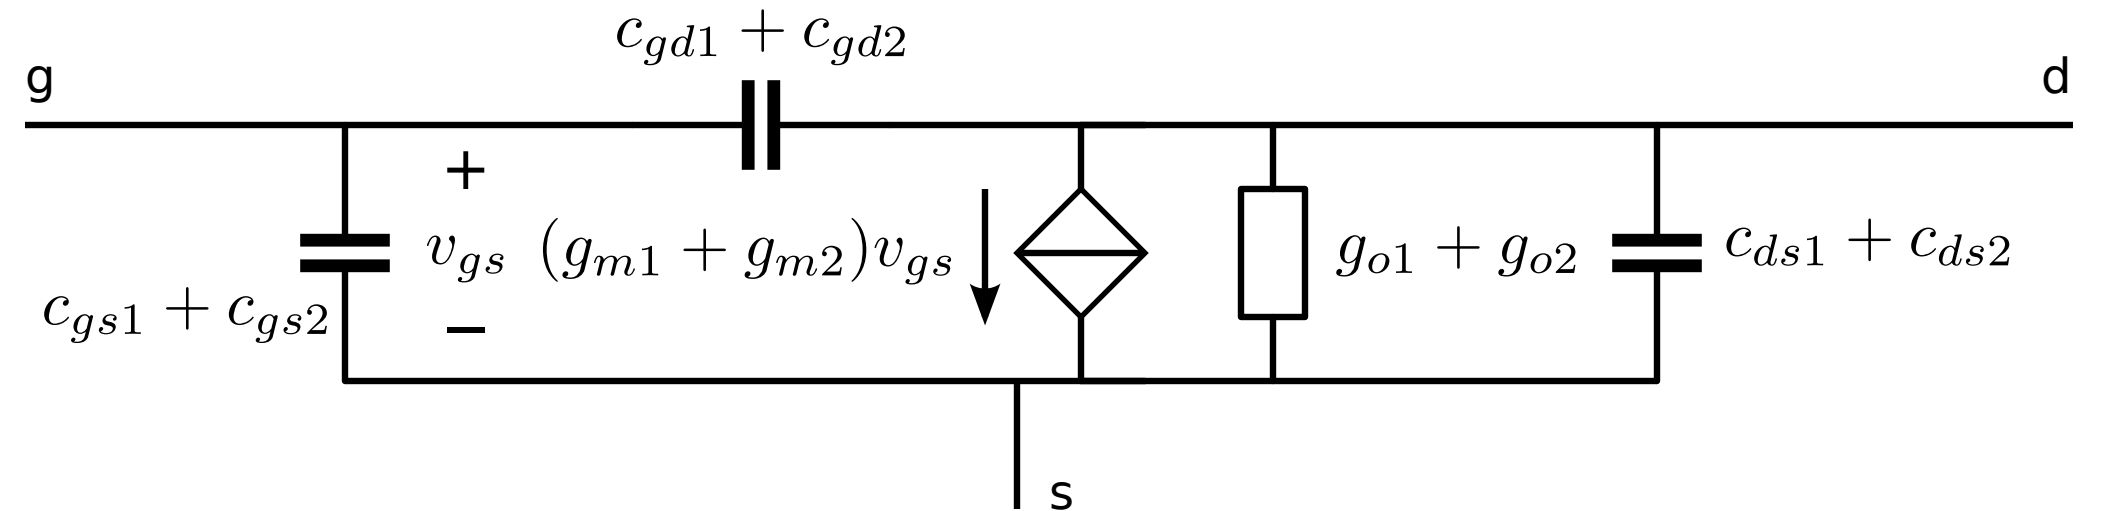 c_{gd1} + c_{gd2}
g
d
+
v_{gs} (g_{m1} + g_{m2})v_{gs}
g_{o1} + g_{o2}
c_{ds1} + c_{ds2}
c_{gs1} + c_{gs2}
−
s